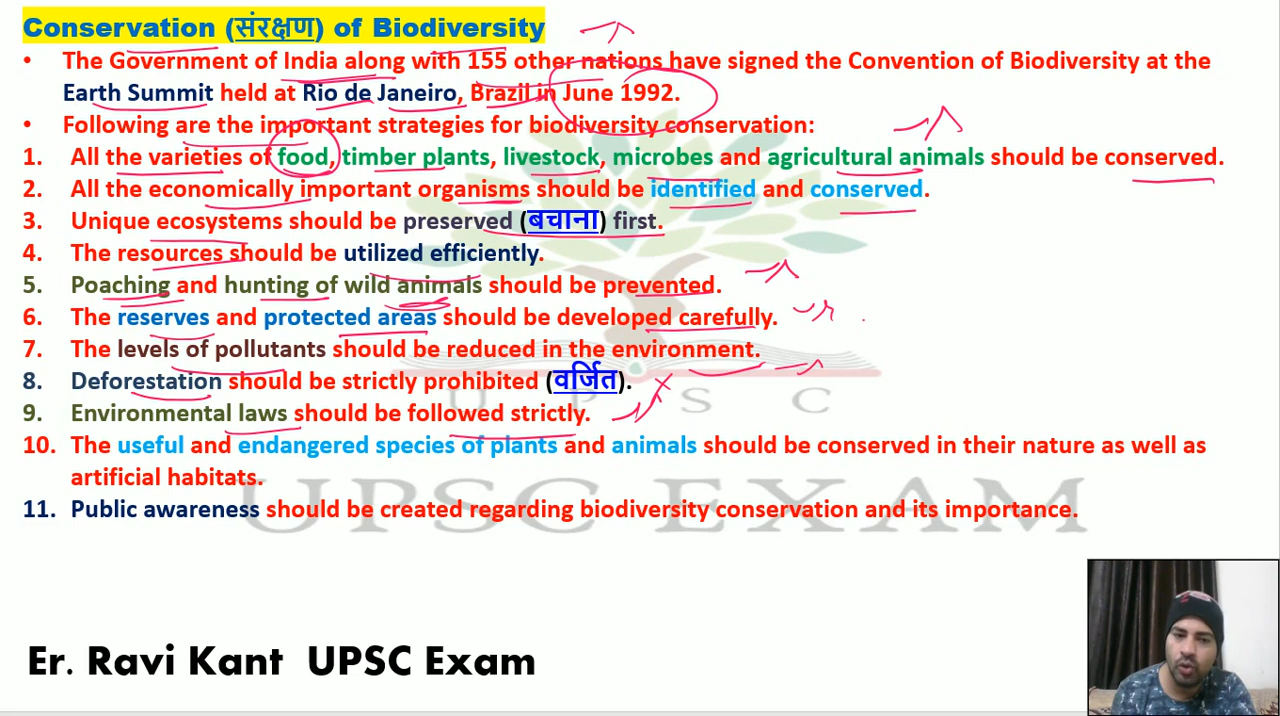 Conservation (संरक्षण) of Biodiversity
• The Government of India along with 155 other nations have signed the Convention of Biodiversity at the
Earth Summit held at Rio de Janeiro, Brazil in June 1992.
• Following are the important strategies for biodiversity conservation:
1. All the varieties of food, timber plants, livestock, microbes and agricultural animals should be conserved.
2. All the economically important organisms should be identified and conserved.
3. Unique ecosystems should be preserved (बचाना) first.
4. The resources should be utilized efficiently.
5. Poaching and hunting of wild animals should be prevented.
6. The reserves and protected areas should be developed carefully.
7. The levels of pollutants should be reduced in the environment.
8. Deforestation should be strictly prohibited (वर्जित).
UPSC
9. Environmental laws should be followed strictly.
10. The useful and endangered species of plants and animals should be conserved in their nature as well as
artificial habitats.
UPSC EXAM
11. Public awareness should be created regarding biodiversity conservation and its importance.
Er. Ravi Kant UPSC Exam